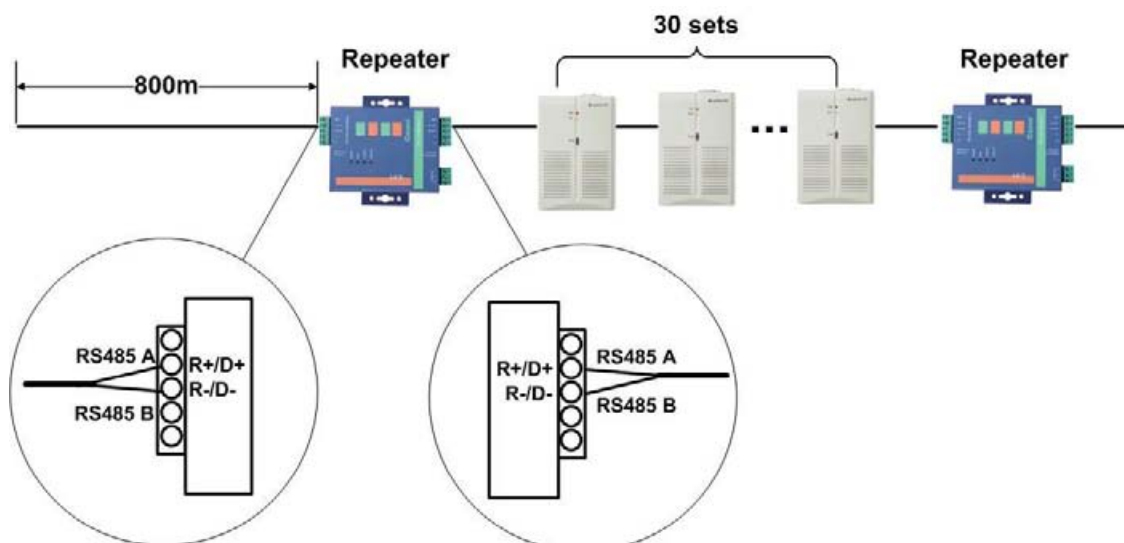 30 sets
Repeater
Repeater
800m
RS485 A
R+/D+
R-/D-
RS485 B
R+/D+
RS485 A
R-/D-
RS485 B